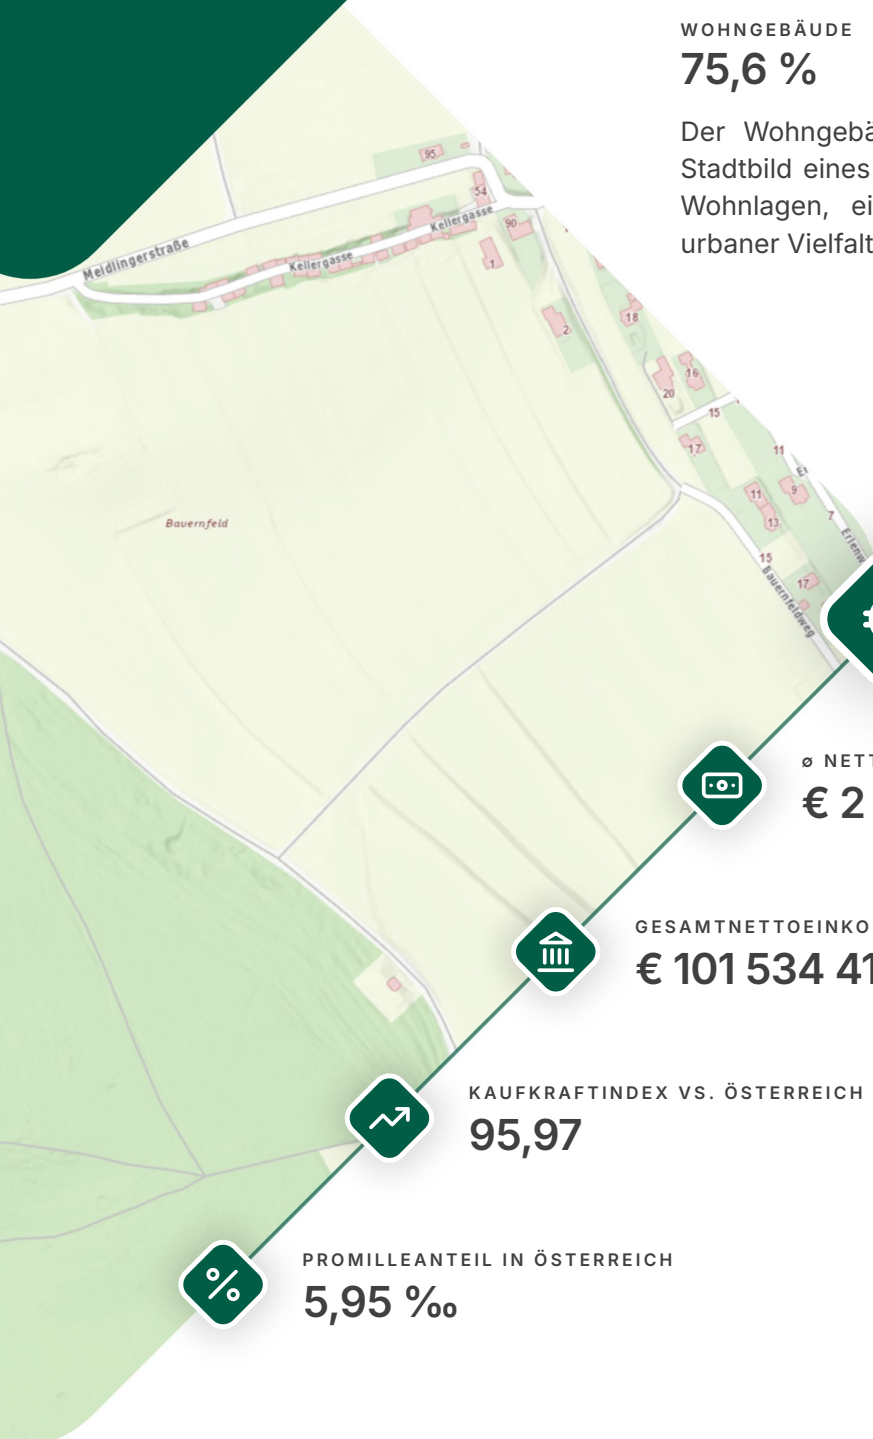 WOHNGEBÄUDE
75,6 %
Der Wohngebä
Stadtbild eines
Wohnlagen, ei
urbaner Vielfalt
95
54
Kellergasse
90
Meidlingerstraße
Kellergasse
1
18
2
16
20
15
17
11
9
11
13
7
Bauernfeld
Erlenw
15
17
Bauernfeldweg
ø NETT
€ 2
GESAMTNETTOEINKO
€ 101 534 41
KAUFKRAFTINDEX VS. ÖSTERREICH
95,97
PROMILLEANTEIL IN ÖSTERREICH
5,95 ‰